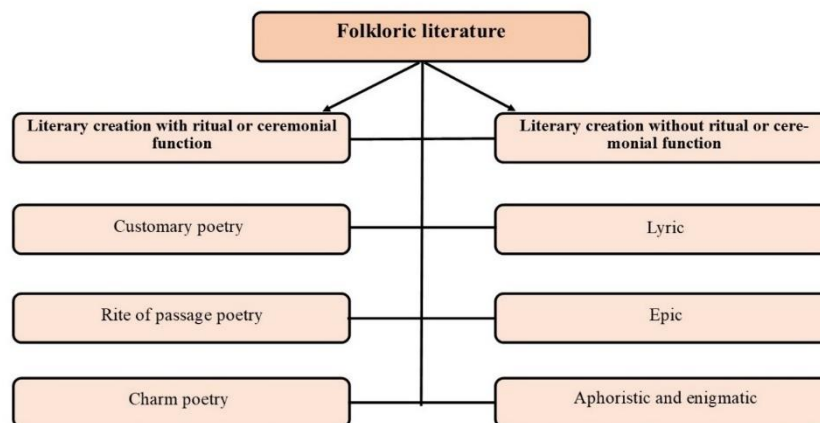 Folkloric literature
Literary creation with ritual or ceremonial
function
Literary creation without ritual or cere-
monial function
Customary poetry
Lyric
Rite of passage poetry
Epic
Charm poetry
Aphoristic and enigmatic